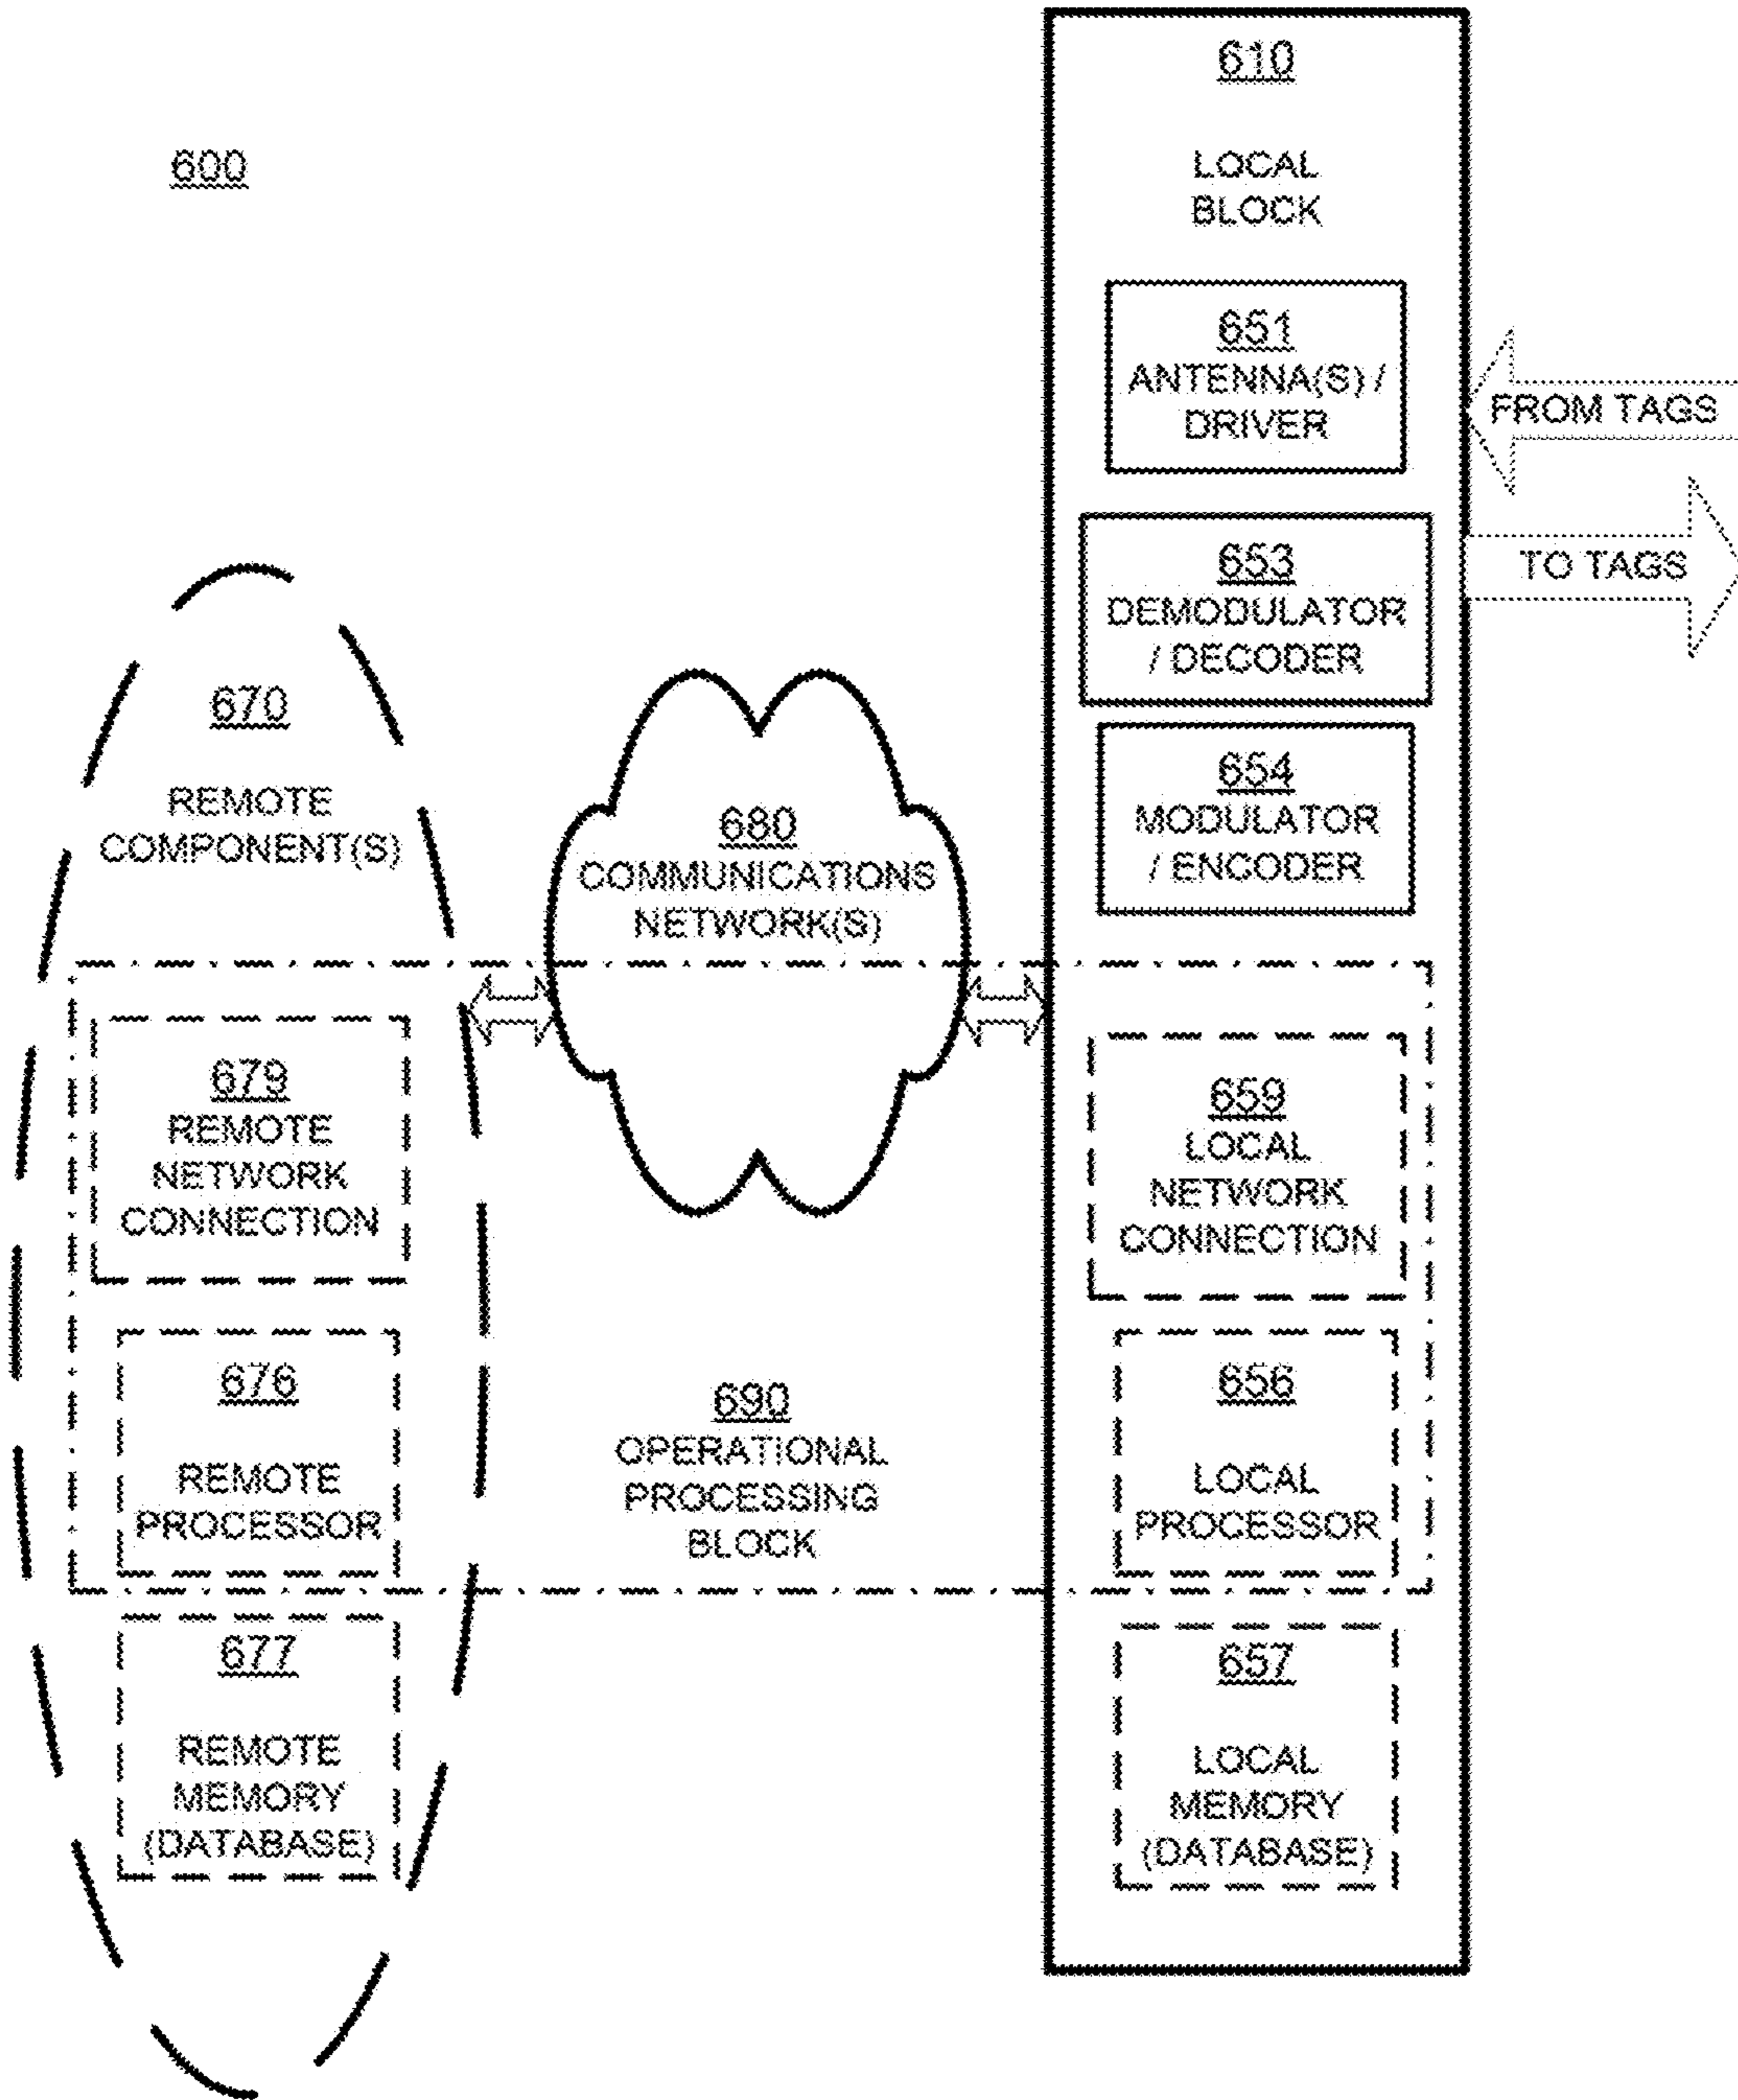 600
610
LOCAL
BLOCK
651
ANTENNA(S) /
DRIVER
FROM TAGS
653
DEMODULATOR
/ DECODER
TO TAGS
654
MODULATOR
/ ENCODER
670
REMOTE
COMPONENT(S)
680
COMMUNICATIONS
NETWORK(S)
679
REMOTE
NETWORK
CONNECTION
659
LOCAL
NETWORK
CONNECTION
676
REMOTE
PROCESSOR
690
OPERATIONAL
PROCESSING
BLOCK
656
LOCAL
PROCESSOR
677
REMOTE
MEMORY
(DATABASE)
657
LOCAL
MEMORY
(DATABASE)